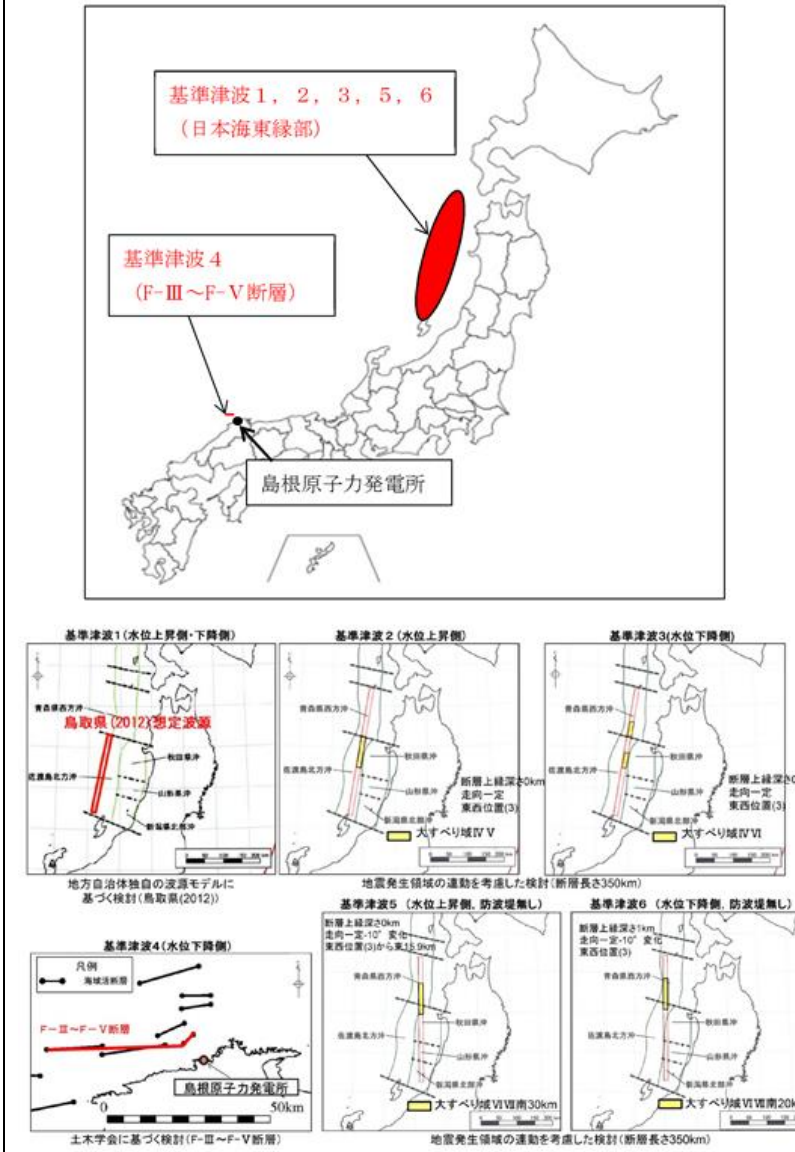 基準津波1，2，3，5，6
（日本海東縁部）
基準津波4
（F-Ⅲ～F-Ⅴ断層）
島根原子力発電所
基準津波1(水位上昇側・下降側)
青森県西方沖
鳥取県(2012)想定波源
佐渡島北方沖
秋田県沖
山形県沖
新潟県北部沖
地方自治体独自の波源モデルに
基づく検討(鳥取県(2012))
基準津波2(水位上昇側)
青森県西方沖
秋田県沖
佐渡島北方沖
山形県沖
新潟県北部沖
断層上縁深さ0km
走向一定
東西位置(3)
大すべり域Ⅳ Ⅴ
基準津波3(水位下降側)
青森県西方沖
秋田県沖
佐渡島北方沖
山形県沖
新潟県北部沖
断層上縁深さ0
走向一定
東西位置(3)
大すべり域Ⅳ Ⅵ
地震発生領域の連動を考慮した検討(断層長さ350km)
基準津波4(水位下降側)
凡例
海域活断層
F-Ⅲ～F-Ⅴ断層
島根原子力発電所
0 50km
土木学会に基づく検討(F-Ⅲ～F-Ⅴ断層)
基準津波5 (水位上昇側, 防波堤無し)
断層上縁深さ0km
走向一定-10°変化
東西位置(3)から東15.9km
青森県西方沖
秋田県沖
佐渡島北方沖
山形県沖
新潟県北部沖
大すべり域ⅥⅦ南30km
基準津波6 (水位下降側, 防波堤無し)
断層上縁深さ1km
走向一定-10°変化
東西位置(3)
青森県西方沖
秋田県沖
佐渡島北方沖
山形県沖
新潟県北部沖
大すべり域ⅥⅦ南20k
地震発生領域の連動を考慮した検討(断層長さ350km)